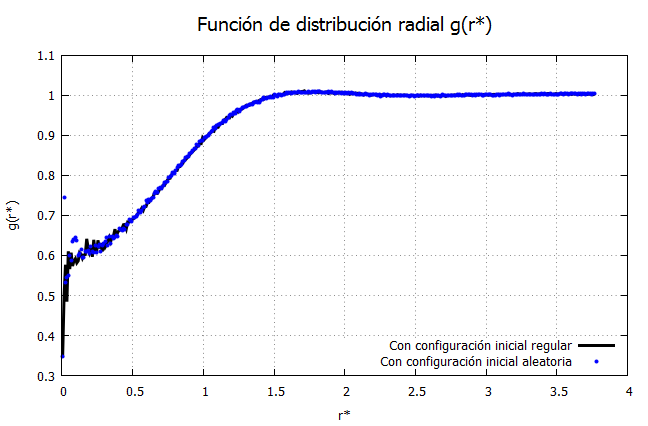 Función de distribución radial g(r*)
1.1
1
0.9
0.8
0.7
0.6
0.5
0.4
0.3
g(r*)
Con configuración inicial regular
Con configuración inicial aleatoria
0 0.5 1 1.5 2 2.5 3 3.5 4
r*